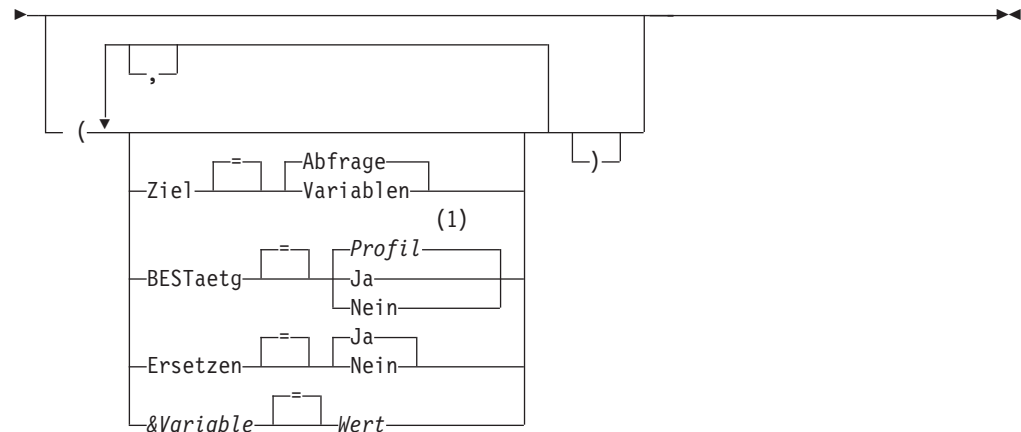 ,
(
)
Ziel = Abfrage
Variablen
(1)
BESTaetg = Profil
Ja
Nein
Ersetzen = Ja
Nein
&Variable = Wert